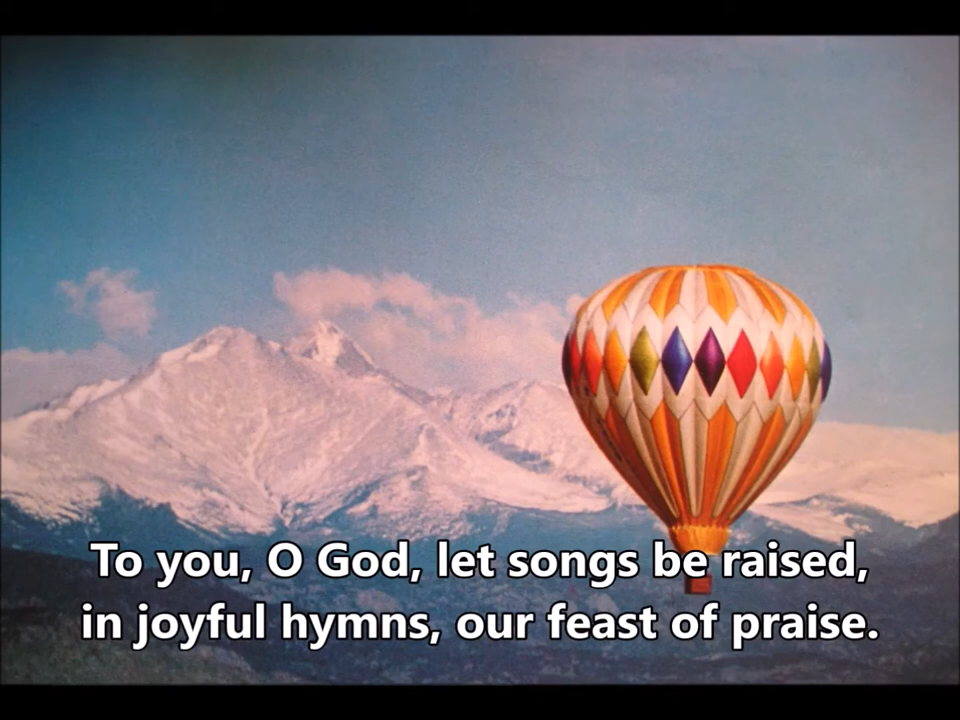 To you, O God, let songs be raised,
in joyful hymns, our feast of praise.